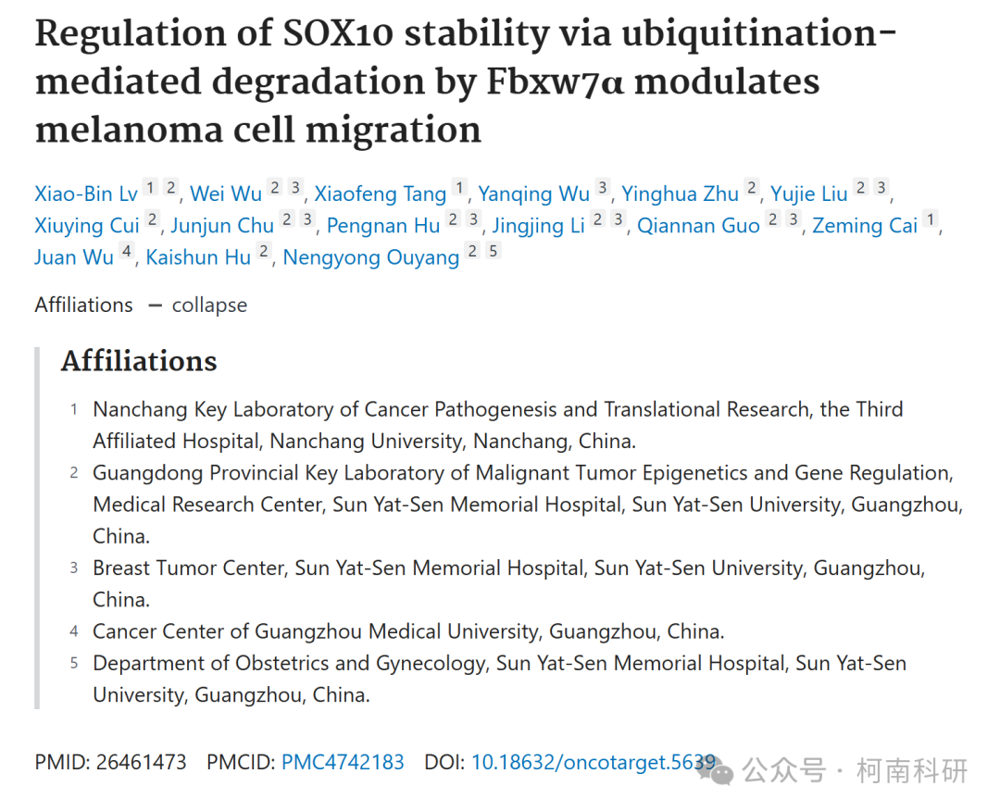 Regulation of SOX10 stability via ubiquitination-
mediated degradation by Fbxw7α modulates
melanoma cell migration
Xiao-Bin Lv 1 2, Wei Wu 2 3, Xiaofeng Tang 1, Yanqing Wu 3, Yinghua Zhu 2, Yujie Liu 2 3,
Xiuying Cui 2, Junjun Chu 2 3, Pengnan Hu 2 3, Jingjing Li 2 3, Qiannan Guo 2 3, Zeming Cai 1,
Juan Wu 4, Kaishun Hu 2, Nengyong Ouyang 2 5
Affiliations — collapse
Affiliations
1 Nanchang Key Laboratory of Cancer Pathogenesis and Translational Research, the Third
Affiliated Hospital, Nanchang University, Nanchang, China.
2 Guangdong Provincial Key Laboratory of Malignant Tumor Epigenetics and Gene Regulation,
Medical Research Center, Sun Yat-Sen Memorial Hospital, Sun Yat-Sen University, Guangzhou,
China.
3 Breast Tumor Center, Sun Yat-Sen Memorial Hospital, Sun Yat-Sen University, Guangzhou,
China.
4 Cancer Center of Guangzhou Medical University, Guangzhou, China.
5 Department of Obstetrics and Gynecology, Sun Yat-Sen Memorial Hospital, Sun Yat-Sen
University, Guangzhou, China.
PMID: 26461473 PMCID: PMC4742183 DOI: 10.18632/oncotarget.5639
公众号 · 柯南科研